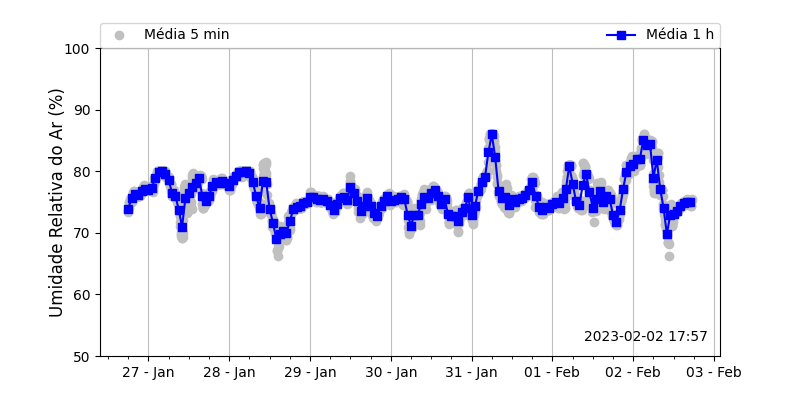 Média 5 min
Média 1 h
Umidade Relativa do Ar (%)
100
90
80
70
60
50
2023-02-02 17:57
27 - Jan
28 - Jan
29 - Jan
30 - Jan
31 - Jan
01 - Feb
02 - Feb
03 - Feb